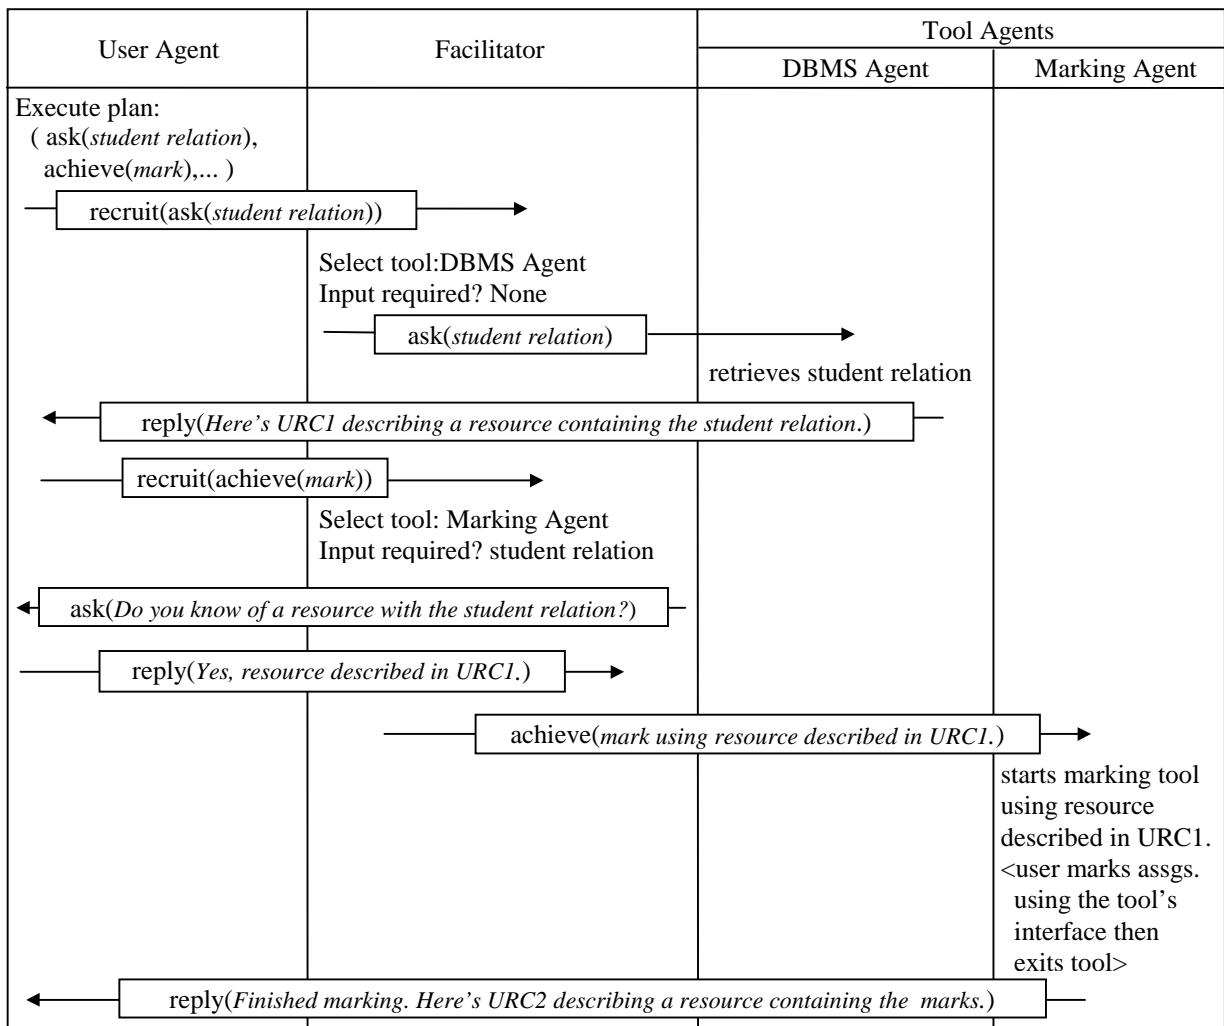 User Agent
Facilitator
Tool Agents
DBMS Agent
Marking Agent
Execute plan:
( ask(student relation),
achieve(mark),... )
recruit(ask(student relation))
Select tool:DBMS Agent
Input required? None
ask(student relation)
retrieves student relation
reply(Here's URC1 describing a resource containing the student relation.)
recruit(achieve(mark))
Select tool: Marking Agent
Input required? student relation
ask(Do you know of a resource with the student relation?)
reply(Yes, resource described in URC1.)
achieve(mark using resource described in URC1.)
starts marking tool
using resource
described in URC1.
<user marks assgs.
using the tool's
interface then
exits tool>
reply(Finished marking. Here's URC2 describing a resource containing the  marks.)